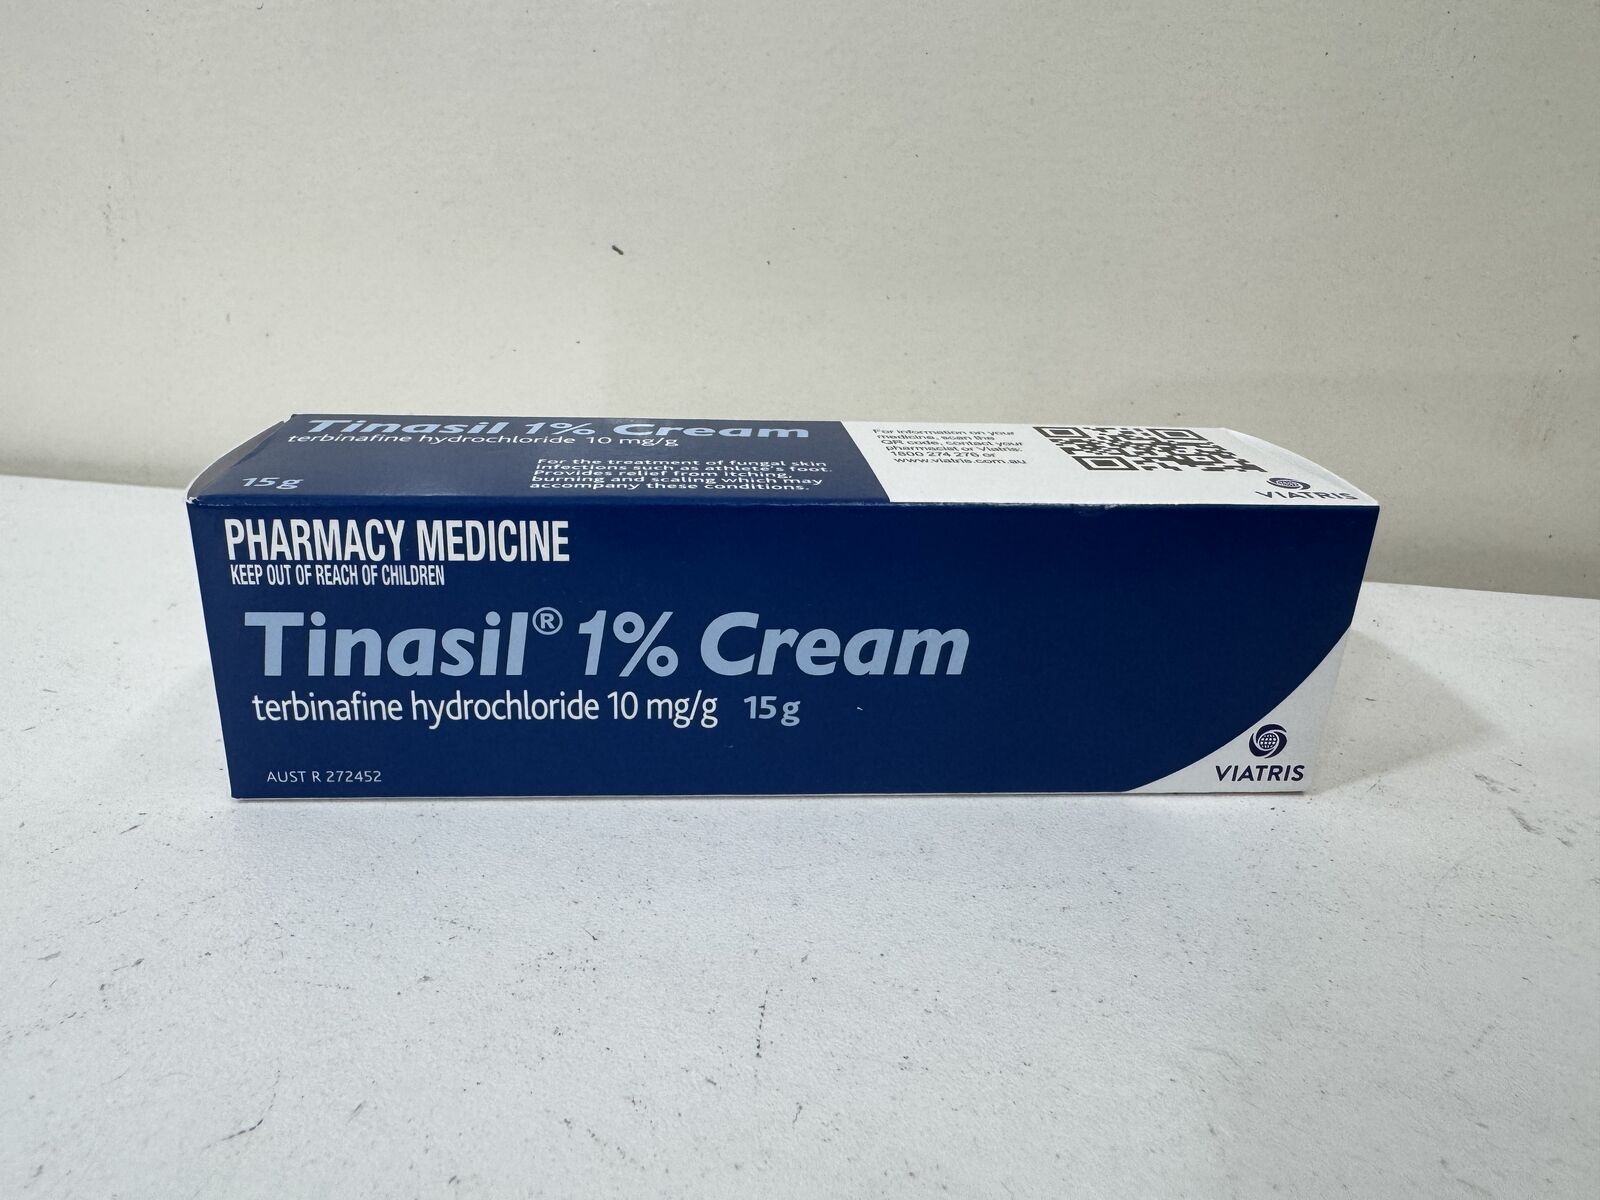 Tinasil 1% Cream
terbinafine hydrochloride 10 mg/g
For the treatment of fungal skin
infections such as athlete's foot.
Provides relief from itching,
burning and scaling which may
accompany these conditions.
15 g
For information on your
medicine, scan the
QR code, contact your
pharmacist or Viatris:
1800 274 276 or
www.viatris.com.au
VIATRIS
PHARMACY MEDICINE
KEEP OUT OF REACH OF CHILDREN
Tinasil® 1% Cream
terbinafine hydrochloride 10 mg/g 15 g
AUST R 272452
VIATRIS